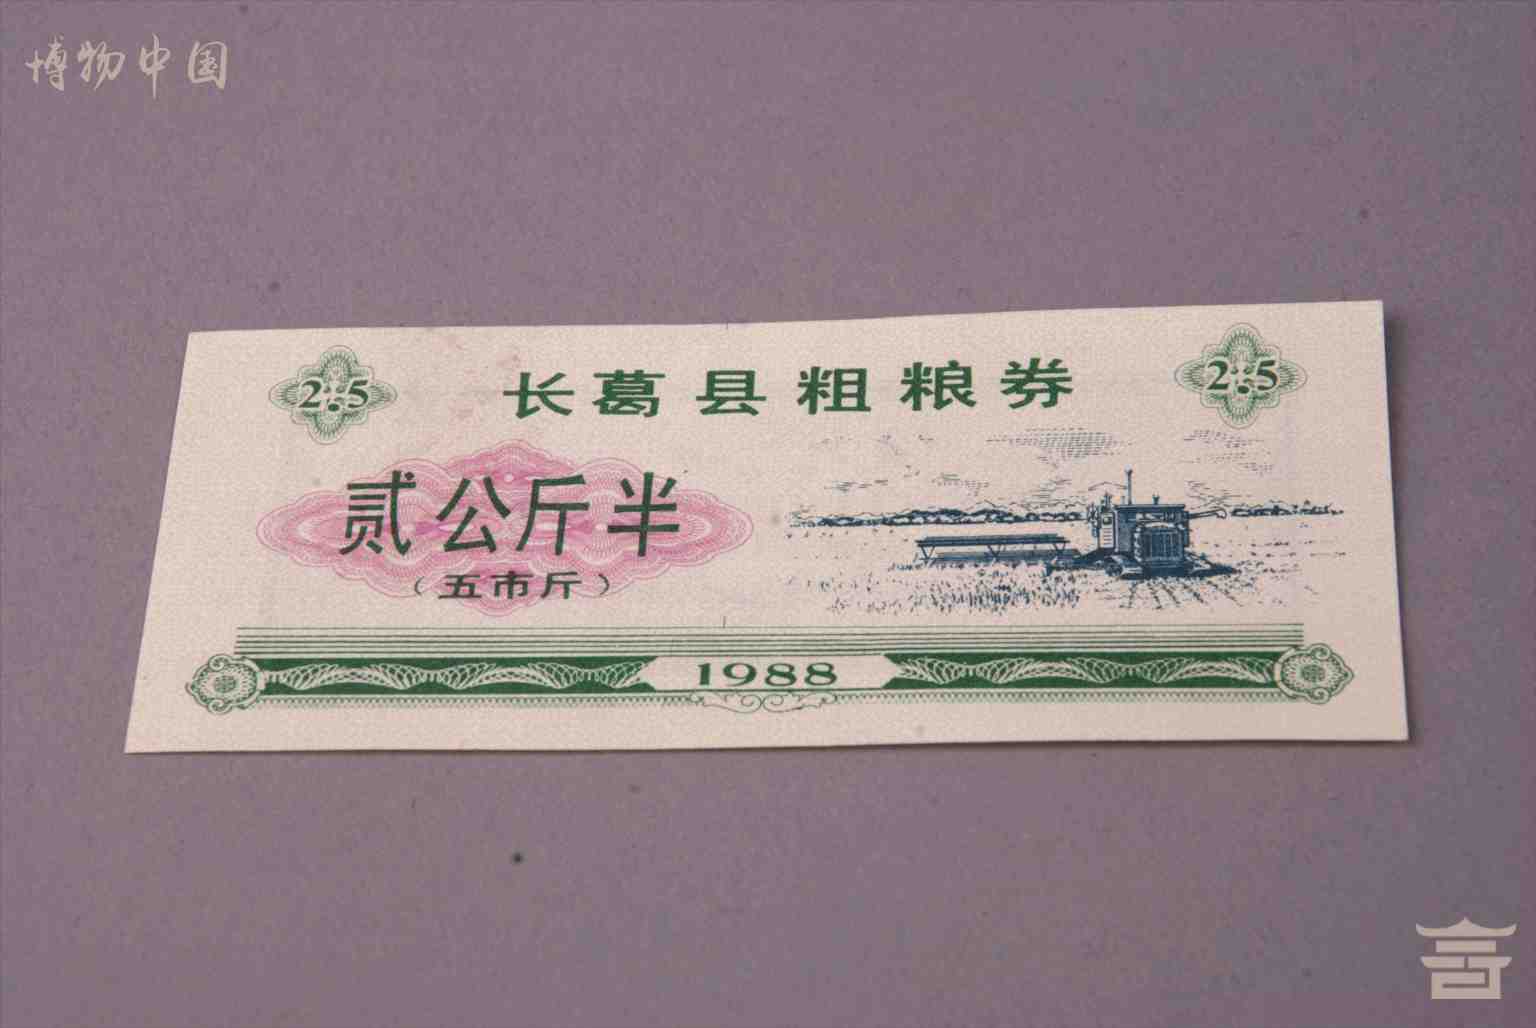 博物中国
2.5
长葛县粗粮券
2.5
贰公斤半
（五市斤）
1988